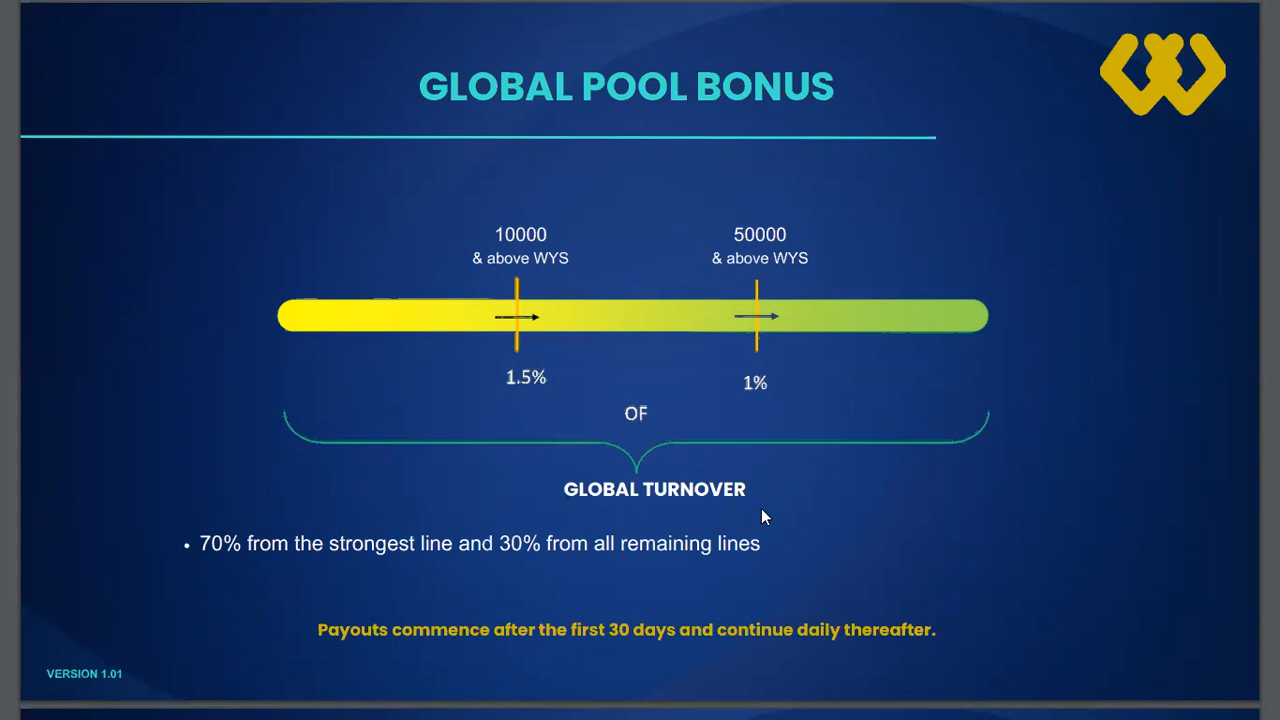 GLOBAL POOL BONUS
10000
& above WYS
50000
& above WYS
1.5%
1%
OF
GLOBAL TURNOVER
• 70% from the strongest line and 30% from all remaining lines
Payouts commence after the first 30 days and continue daily thereafter.
VERSION 1.01